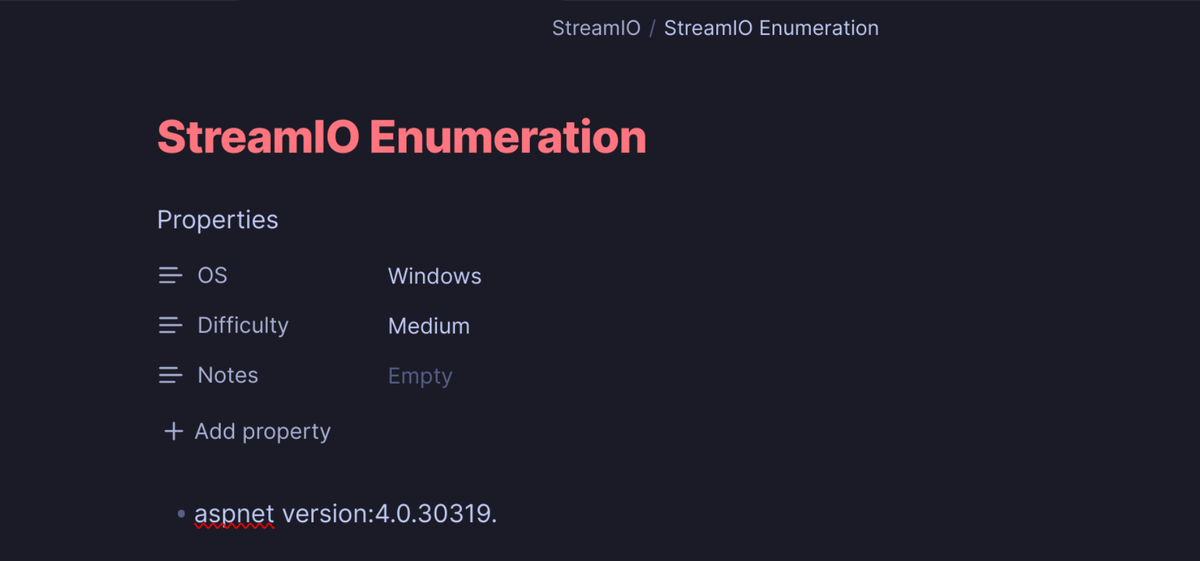 StreamIO / StreamIO Enumeration
StreamIO Enumeration
Properties
OS Windows
Difficulty Medium
Notes Empty
+ Add property
• aspnet version:4.0.30319.